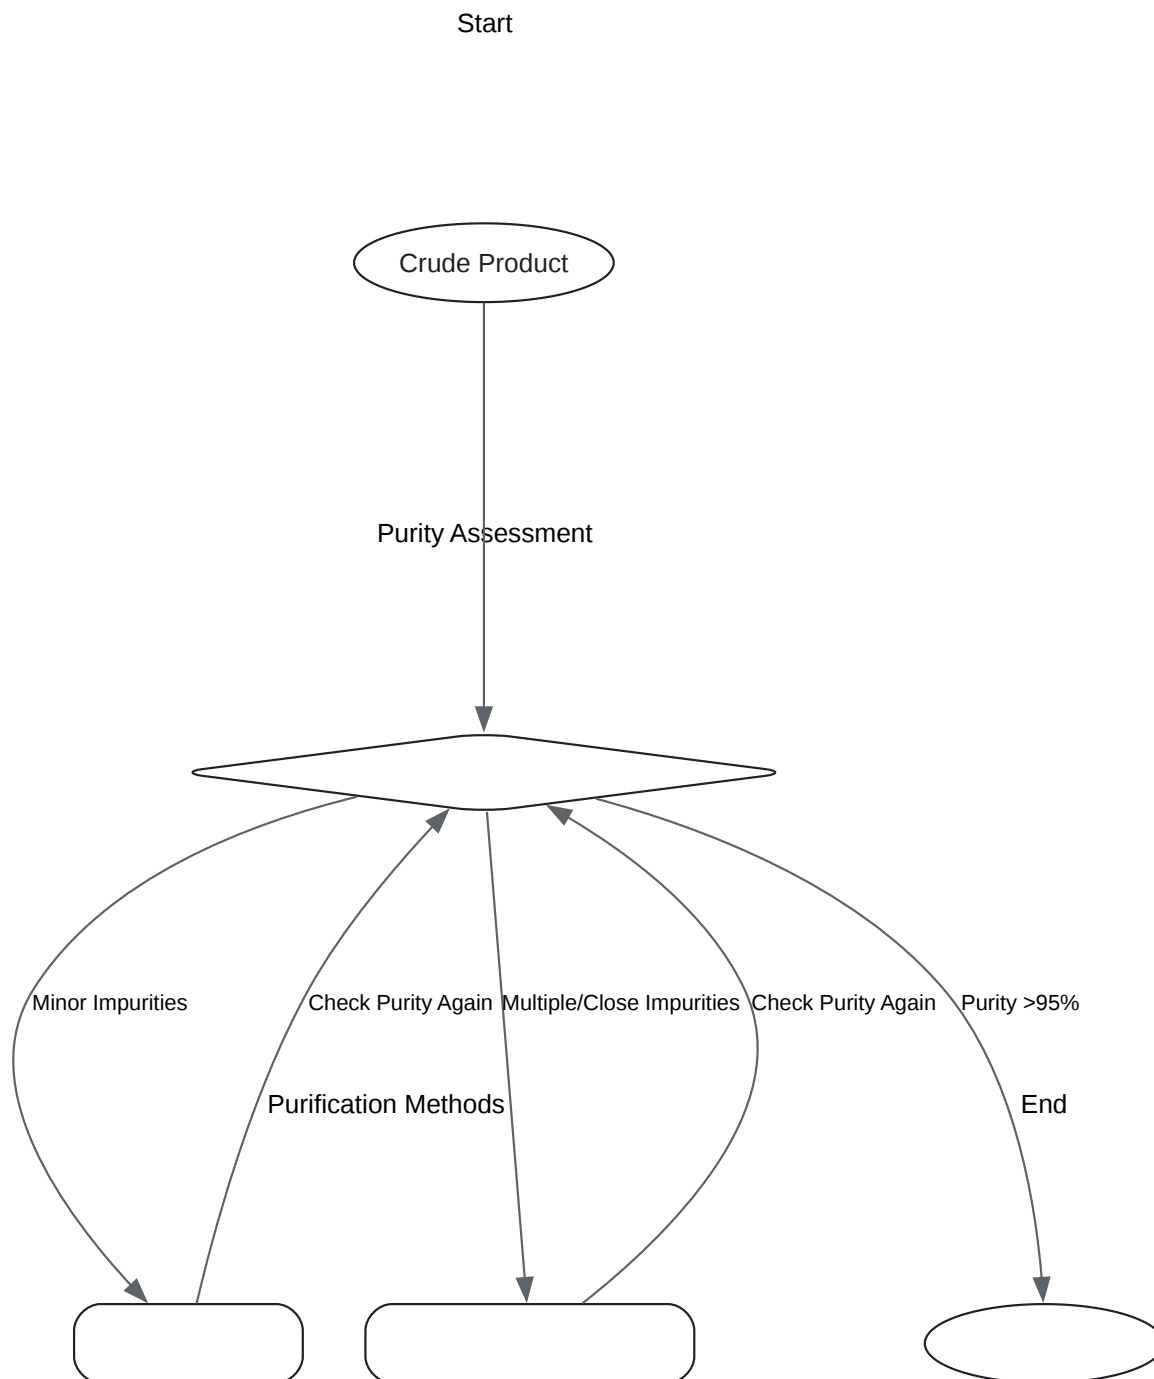 Start
Crude Product
Purity Assessment
Minor Impurities
Check Purity Again
Multiple/Close Impurities
Check Purity Again
Purity >95%
Purification Methods
End